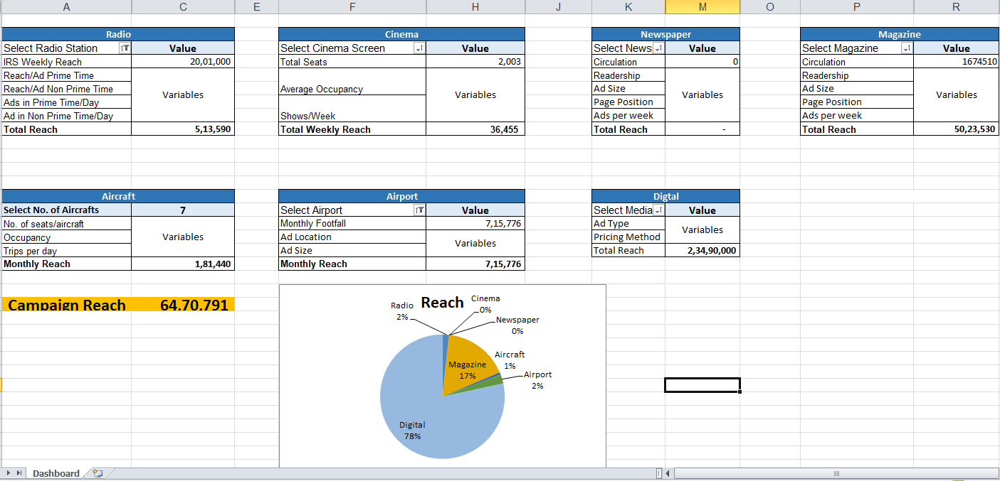 A C E F H J K M O P R
Radio Cinema Newspaper Magazine
Select Radio Station Value Select Cinema Screen Value Select News Value Select Magazine Value
IRS Weekly Reach 20,01,000 Total Seats 2,003 Circulation 0 Circulation 1674510
Reach/Ad Prime Time Readership Readership
Reach/Ad Non Prime Time Average Occupancy Ad Size Ad Size
Variables Variables Variables Variables
Ads in Prime Time/Day Page Position Page Position
Ad in Non Prime Time/Day Shows/Week Ads per week Ads per week
Total Reach 5,13,590 Total Weekly Reach 36,455 Total Reach - Total Reach 50,23,530
Aircraft Airport Digtal
Select No. of Aircrafts 7 Select Airport Value Select Media Value
No. of seats/aircraft Monthly Footfall 7,15,776 Ad Type
Variables
Occupancy Variables Ad Location Pricing Method
Variables
Trips per day Ad Size Total Reach 2,34,90,000
Monthly Reach 1,81,440 Monthly Reach 7,15,776
Campaign Reach 64,70,791
Reach
Radio
2%
Cinema
0%
Newspaper
0%
Aircraft
1%
Magazine
17%
Airport
2%
Digital
78%
Dashboard